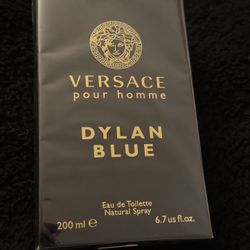 VERSACE
pour homme
DYLAN
BLUE
Eau de Toilette
Natural Spray
200 ml ℮ 6.7 us fl.oz.